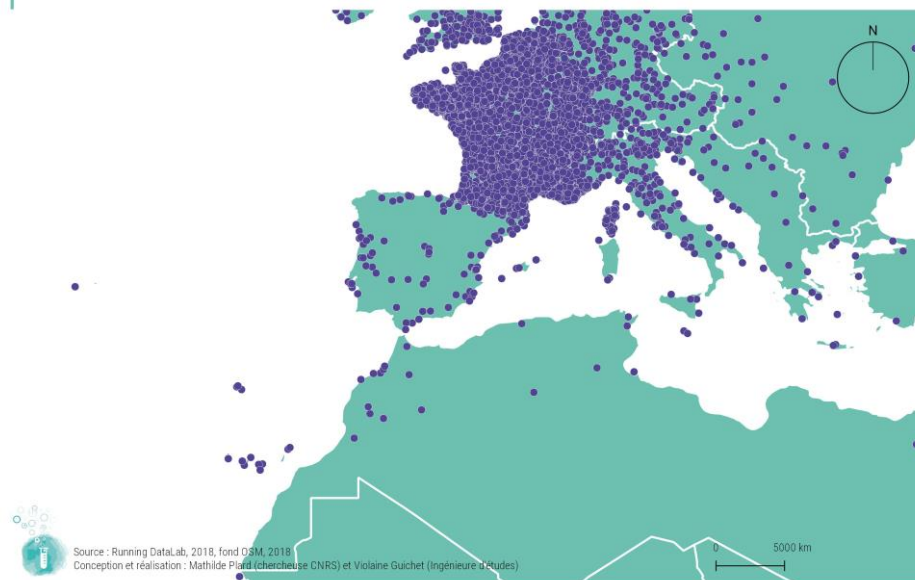 N
Source : Running DataLab, 2018, fond OSM, 2018
Conception et réalisation : Mathilde Plard (chercheuse CNRS) et Violaine Guichet (Ingénieure d'études)
0 5000 km